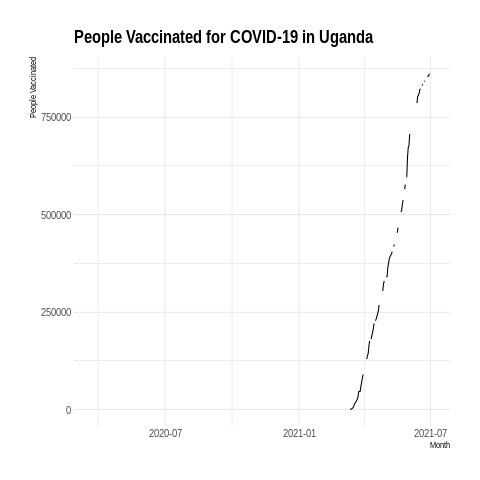 People Vaccinated for COVID-19 in Uganda
People Vaccinated
750000
500000
250000
0
2020-07 2021-01 2021-07
Month